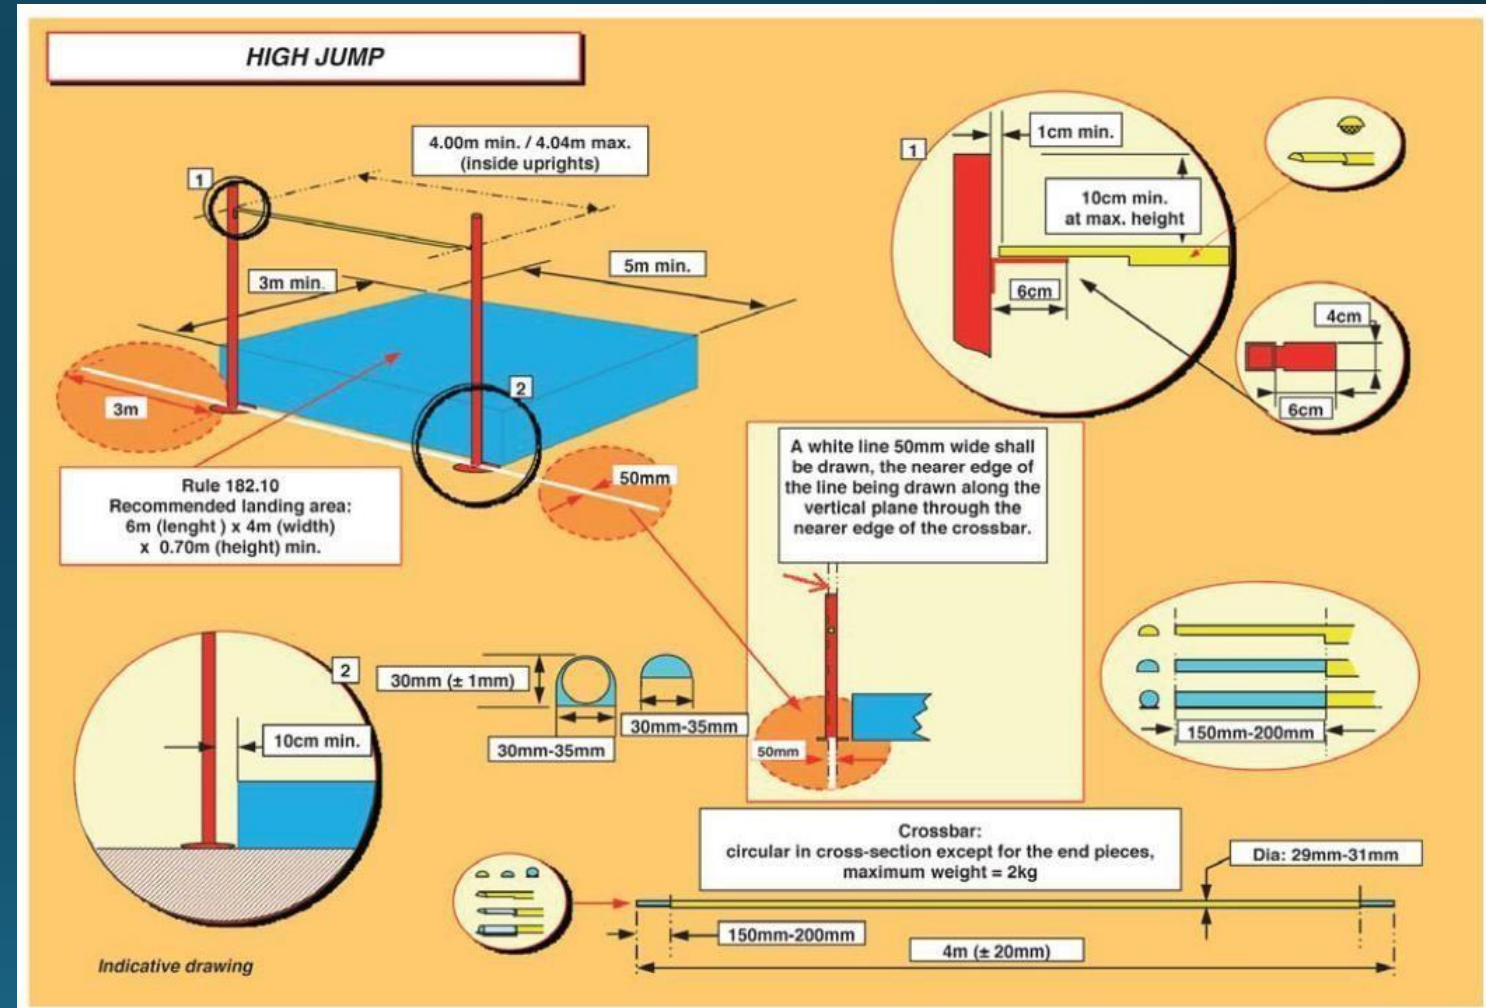 HIGH JUMP
4.00m min. / 4.04m max.
(inside uprights)
1
3m min.
5m min.
3m
2
50mm
Rule 182.10
Recommended landing area:
6m (lenght ) x 4m (width)
x 0.70m (height) min.
1
1cm min.
10cm min.
at max. height
6cm
4cm
6cm
A white line 50mm wide shall
be drawn, the nearer edge of
the line being drawn along the
vertical plane through the
nearer edge of the crossbar.
50mm
2
10cm min.
30mm (± 1mm)
30mm-35mm
30mm-35mm
150mm-200mm
Crossbar:
circular in cross-section except for the end pieces,
maximum weight = 2kg
Dia: 29mm-31mm
150mm-200mm
4m (± 20mm)
Indicative drawing